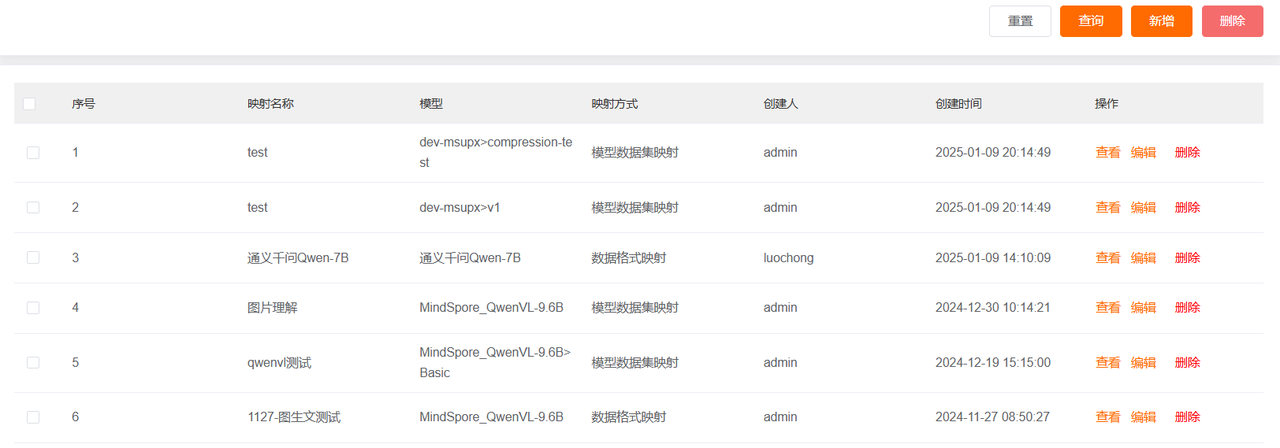 重置 查询 新增 删除
序号 映射名称 模型 映射方式 创建人 创建时间 操作
1 test dev-msupx>compression-te
st 模型数据集映射 admin 2025-01-09 20:14:49 查看 编辑 删除
2 test dev-msupx>v1 模型数据集映射 admin 2025-01-09 20:14:49 查看 编辑 删除
3 通义千问Qwen-7B 通义千问Qwen-7B 数据格式映射 luochong 2025-01-09 14:10:09 查看 编辑 删除
4 图片理解 MindSpore_QwenVL-9.6B 模型数据集映射 admin 2024-12-30 10:14:21 查看 编辑 删除
5 qwenvl测试 MindSpore_QwenVL-9.6B>
Basic 模型数据集映射 admin 2024-12-19 15:15:00 查看 编辑 删除
6 1127-图生文测试 MindSpore_QwenVL-9.6B 数据格式映射 admin 2024-11-27 08:50:27 查看 编辑 删除